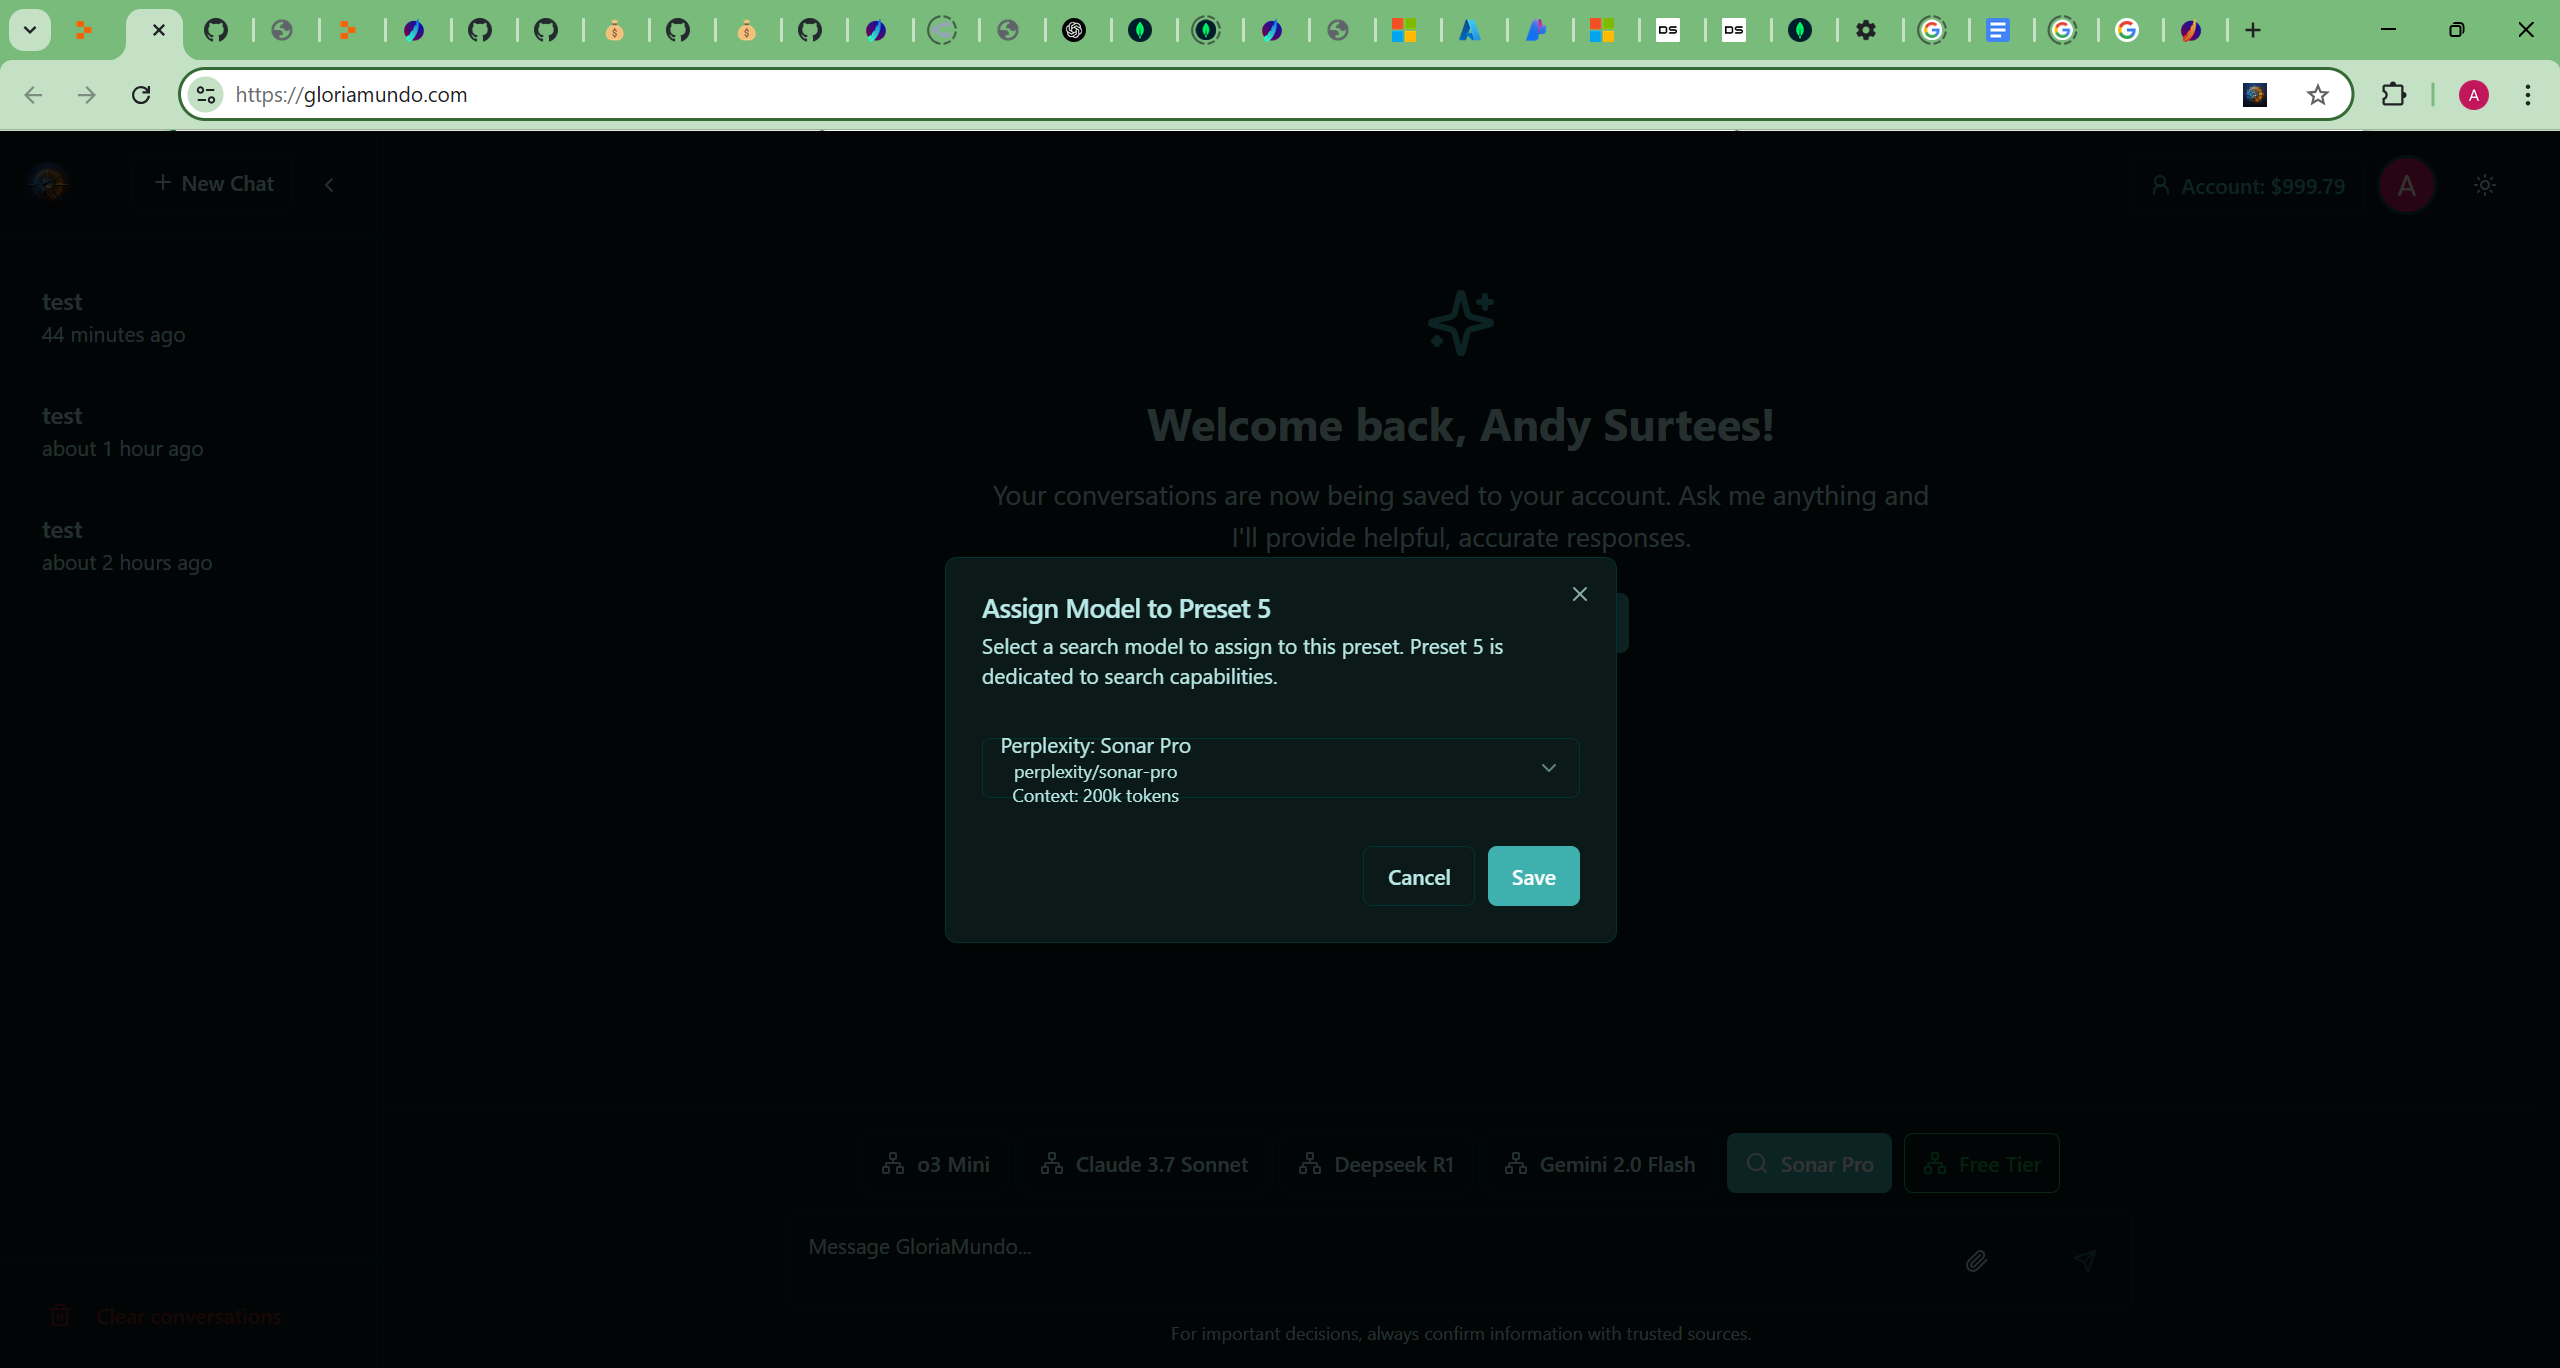 https://gloriamundo.com
A
New Chat
Account: $999.79
A
test
44 minutes ago
test
about 1 hour ago
test
about 2 hours ago
Welcome back, Andy Surtees!
Your conversations are now being saved to your account. Ask me anything and
I'll provide helpful, accurate responses.
Assign Model to Preset 5
Select a search model to assign to this preset. Preset 5 is
dedicated to search capabilities.
Perplexity: Sonar Pro
perplexity/sonar-pro
Context: 200k tokens
Cancel
Save
o3 Mini
Claude 3.7 Sonnet
Deepseek R1
Gemini 2.0 Flash
Sonar Pro
Free Tier
Message GloriaMundo...
Clear conversations
For important decisions, always confirm information with trusted sources.